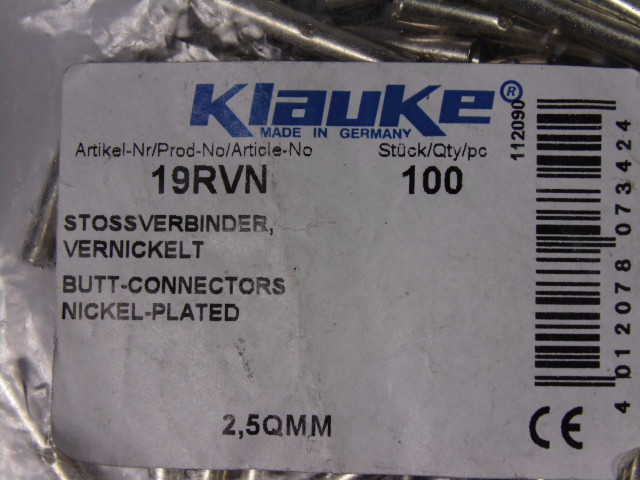 Klauke®
MADE IN GERMANY
Artikel-Nr/Prod-No/Article-No Stück/Qty/pc
19RVN 100
STOSSVERBINDER,
VERNICKELT
BUTT-CONNECTORS
NICKEL-PLATED
2,5QMM
CE
112090
4 012078 073424